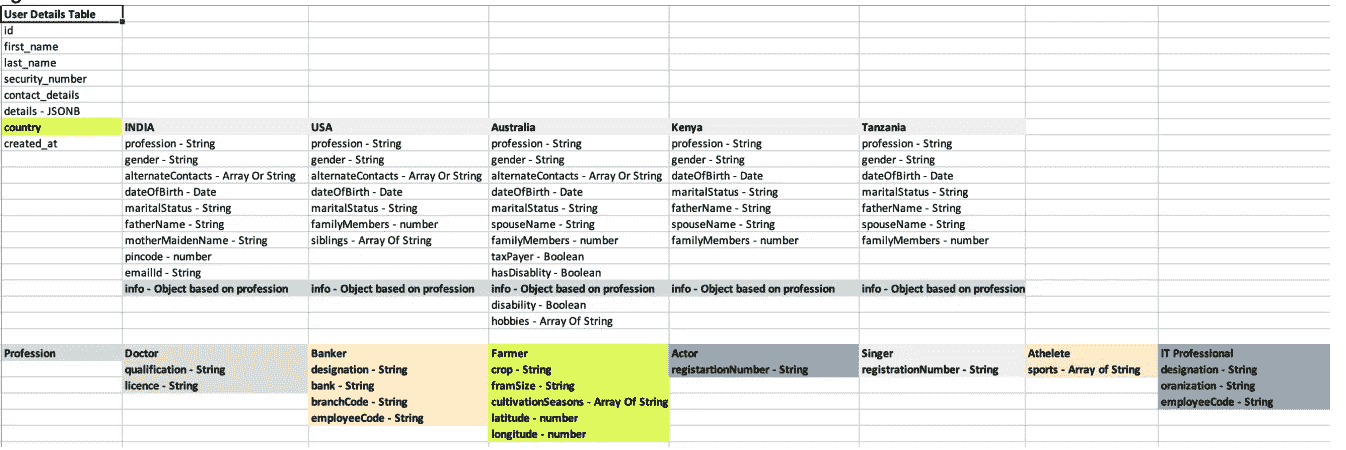 User Details Table
id
first_name
last_name
security_number
contact_details
details - JSONB
country INDIA USA Australia Kenya Tanzania
created_at profession - String profession - String profession - String profession - String profession - String
gender - String gender - String gender - String gender - String gender - String
alternateContacts - Array Or String alternateContacts - Array Or String alternateContacts - Array Or String dateOfBirth - Date dateOfBirth - Date
dateOfBirth - Date dateOfBirth - Date dateOfBirth - Date maritalStatus - String maritalStatus - String
maritalStatus - String maritalStatus - String maritalStatus - String fatherName - String fatherName - String
fatherName - String familyMembers - number spouseName - String spouseName - String spouseName - String
motherMaidenName - String siblings - Array Of String familyMembers - number familyMembers - number familyMembers - number
pincode - number taxPayer - Boolean
emailId - String hasDisablity - Boolean
info - Object based on profession info - Object based on profession info - Object based on profession info - Object based on profession info - Object based on profession
disability - Boolean
hobbies - Array Of String
Profession Doctor Banker Farmer Actor Singer Athelete IT Professional
qualification - String designation - String crop - String registartionNumber - String registrationNumber - String sports - Array of String designation - String
licence - String bank - String framSize - String oranization - String
branchCode - String cultivationSeasons - Array Of String employeeCode - String
employeeCode - String latitude - number
longitude - number